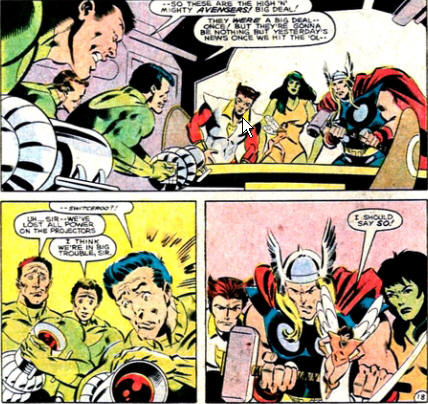 --SO THESE ARE THE HIGH 'N'
MIGHTY AVENGERS! BIG DEAL!
THEY WERE A BIG DEAL--
ONCE! BUT THEY'RE GONNA
BE NOTHING BUT YESTERDAY'S
NEWS ONCE WE HIT THE 'OL--
--SWITCEROO?!
UH... SIR--WE'VE
LOST ALL POWER
ON THE PROJECTORS
I THINK
WE'RE IN BIG
TROUBLE, SIR.
I SHOULD
SAY SO!
18